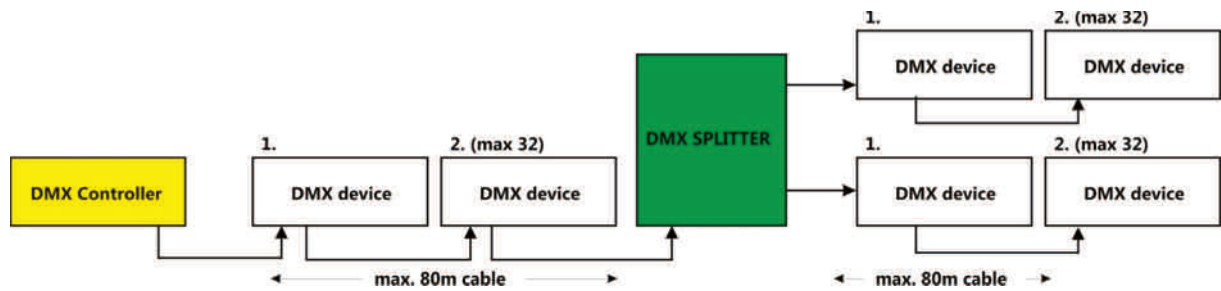 1.
2. (max 32)
DMX device
DMX device
DMX SPLITTER
1.
2. (max 32)
1.
2. (max 32)
DMX Controller
DMX device
DMX device
DMX device
DMX device
max. 80m cable
max. 80m cable